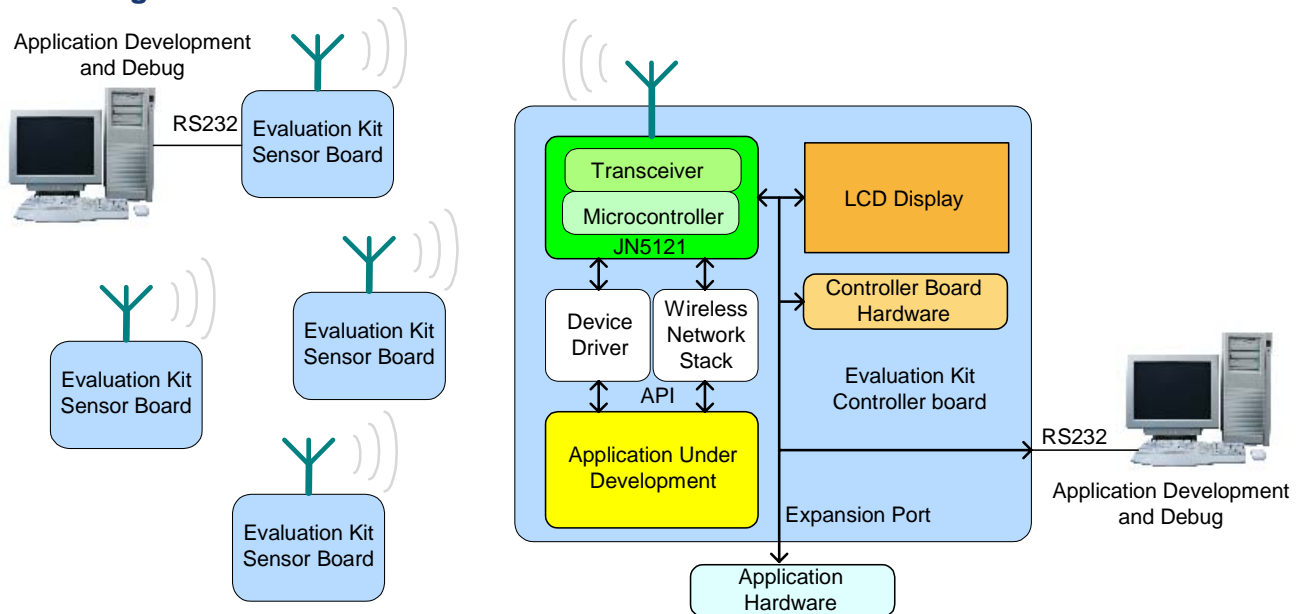 Application Development
and Debug
RS232
Evaluation Kit
Sensor Board
Evaluation Kit
Sensor Board
Evaluation Kit
Sensor Board
Evaluation Kit
Sensor Board
Transceiver
Microcontroller
JN5121
LCD Display
Controller Board
Hardware
Device
Driver
Wireless
Network
Stack
API
Evaluation Kit
Controller board
Application Under
Development
RS232
Expansion Port
Application Development
and Debug
Application
Hardware